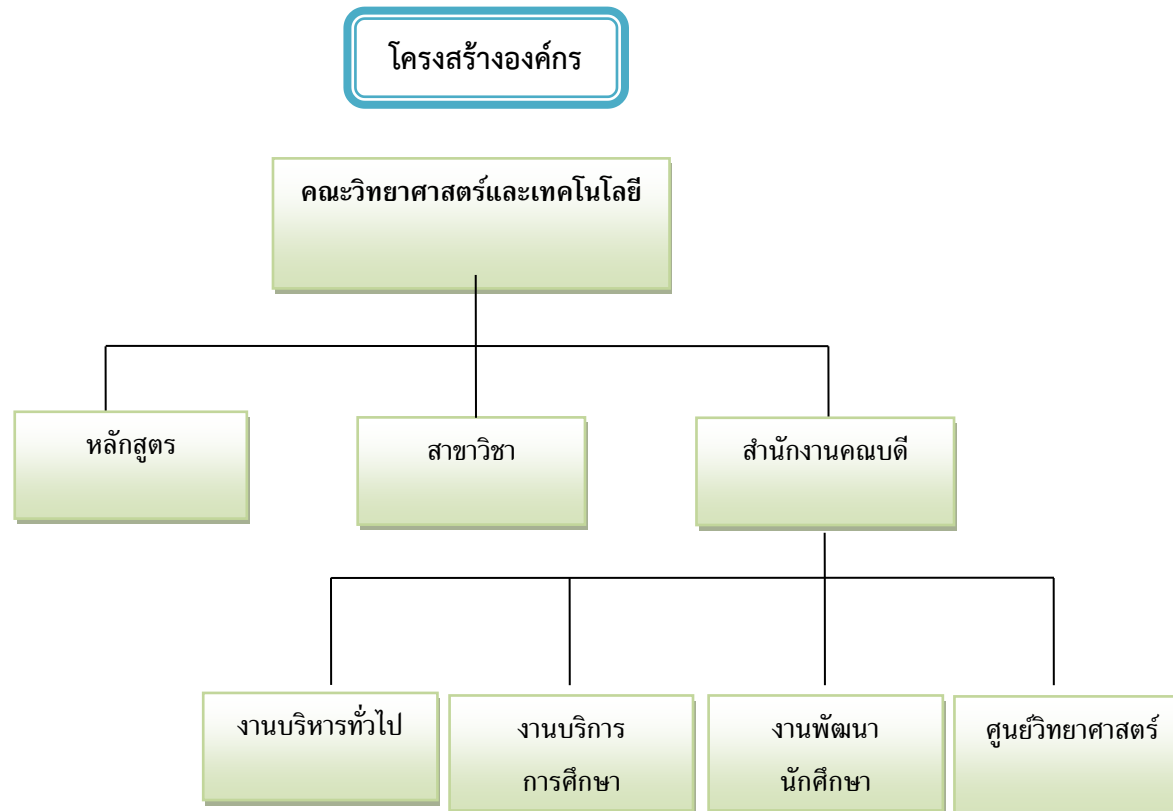 โครงสร้างองค์กร
คณะวิทยาศาสตร์และเทคโนโลยี
หลักสูตร
สาขาวิชา
สำนักงานคณบดี
งานบริหารทั่วไป
งานบริการ
การศึกษา
งานพัฒนา
นักศึกษา
ศูนย์วิทยาศาสตร์